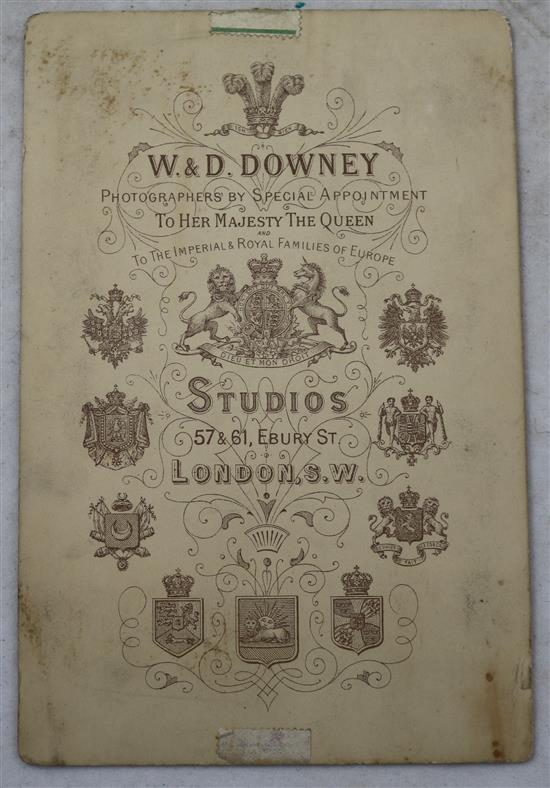 ICH DIEN
W. & D. DOWNEY
PHOTOGRAPHERS BY SPECIAL APPOINTMENT
TO HER MAJESTY THE QUEEN
AND
TO THE IMPERIAL & ROYAL FAMILIES OF EUROPE
DIEU ET MON DROIT
STUDIOS
57 & 61, EBURY ST.
LONDON, S.W.